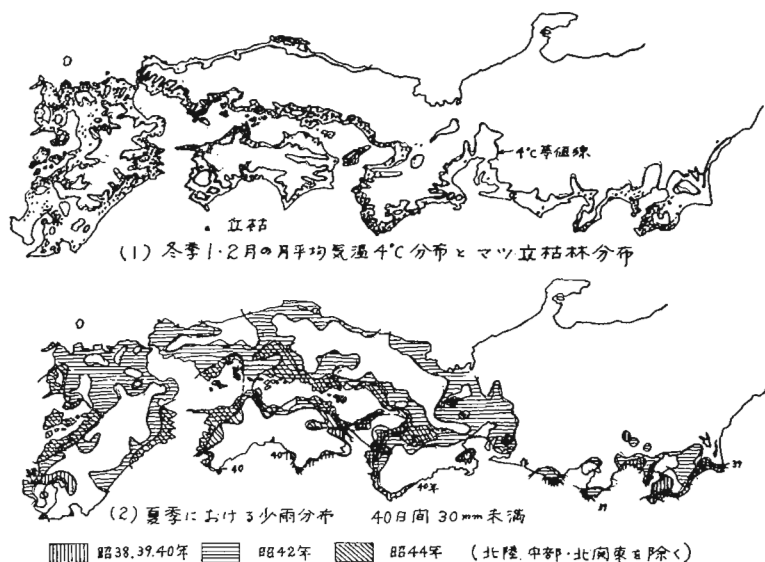 4°C等値線
・立枯
(1) 冬季1・2月の月平均気温4°C分布とマツ立枯林分布
40
40
40年
39
39
(2) 夏季における少雨分布 40日間30mm未満
昭38,39,40年 昭42年 昭44年 (北陸、中部・北関東を除く)